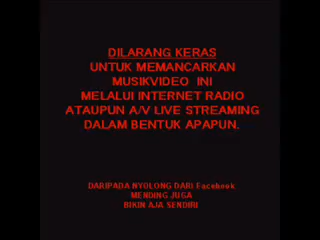 DILARANG KERAS
UNTUK MEMANCARKAN
MUSIKVIDEO INI
MELALUI INTERNET RADIO
ATAUPUN A/V LIVE STREAMING
DALAM BENTUK APAPUN.
DARIPADA NYOLONG DARI Facebook
MENDING JUGA
BIKIN AJA SENDIRI